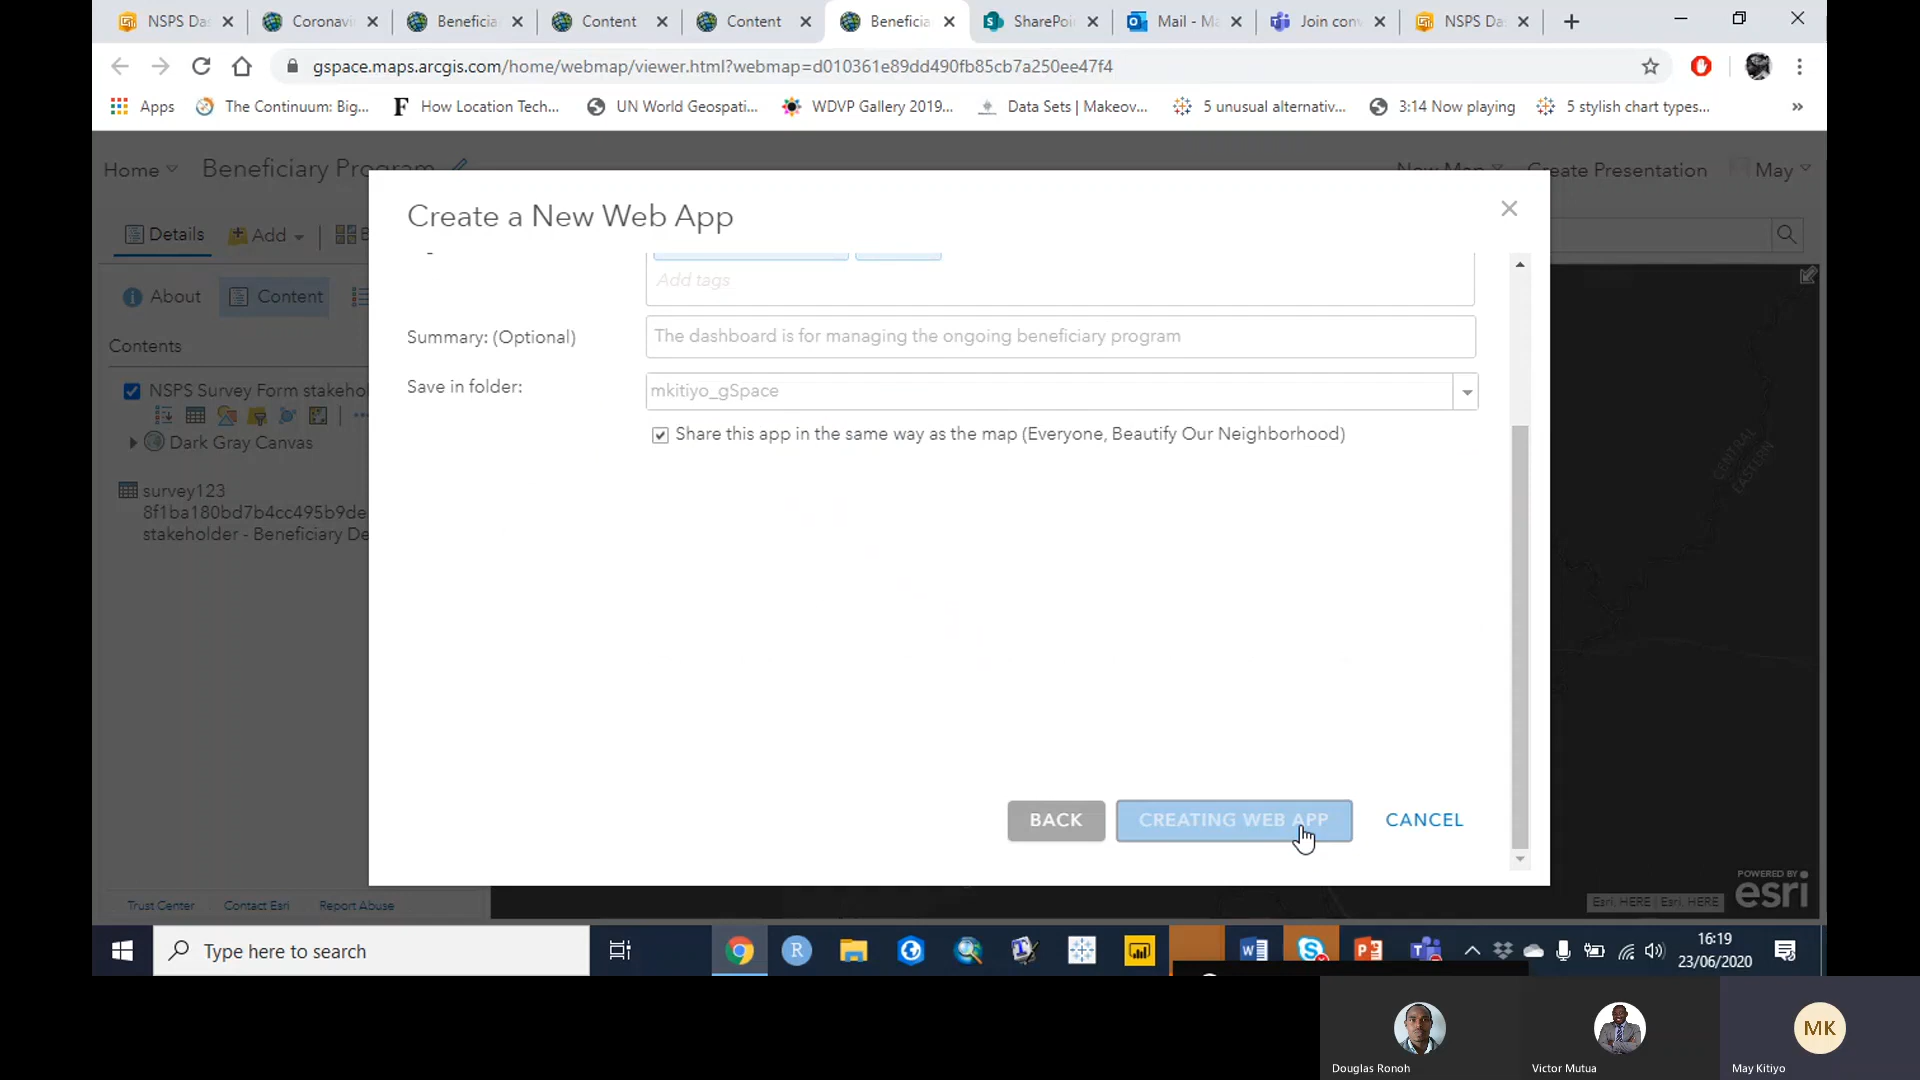 NSPS Da
Coronavi
Beneficia
Content
Content
Beneficia
SharePoi
Mail - Ma
Join con
NSPS Da
gspace.maps.arcgis.com/home/webmap/viewer.html?webmap=d010361e89dd490fb85cb7a250ee47f4
Apps
The Continuum: Big...
How Location Tech...
UN World Geospati...
WDVP Gallery 2019...
Data Sets | Makeov...
5 unusual alternativ...
3:14 Now playing
5 stylish chart types...
»
Home
Beneficiary Program
New Map
Create Presentation
May
Details
Add
Create a New Web App
About
Content
Add tags
Contents
Summary: (Optional)
The dashboard is for managing the ongoing beneficiary program
NSPS Survey Form stakehol
Save in folder:
mkitiyo_gSpace
Dark Gray Canvas
Share this app in the same way as the map (Everyone, Beautify Our Neighborhood)
CENTRAL
EASTERN
survey123
8f1ba180bd7b4cc495b9de
stakeholder - Beneficiary De
BACK
CREATING WEB APP
CANCEL
POWERED BY
esri
Esri, HERE | Esri, HERE
Trust Center
Contact Esri
Report Abuse
Type here to search
16:19
23/06/2020
MK
Douglas Ronoh
Victor Mutua
May Kitiyo